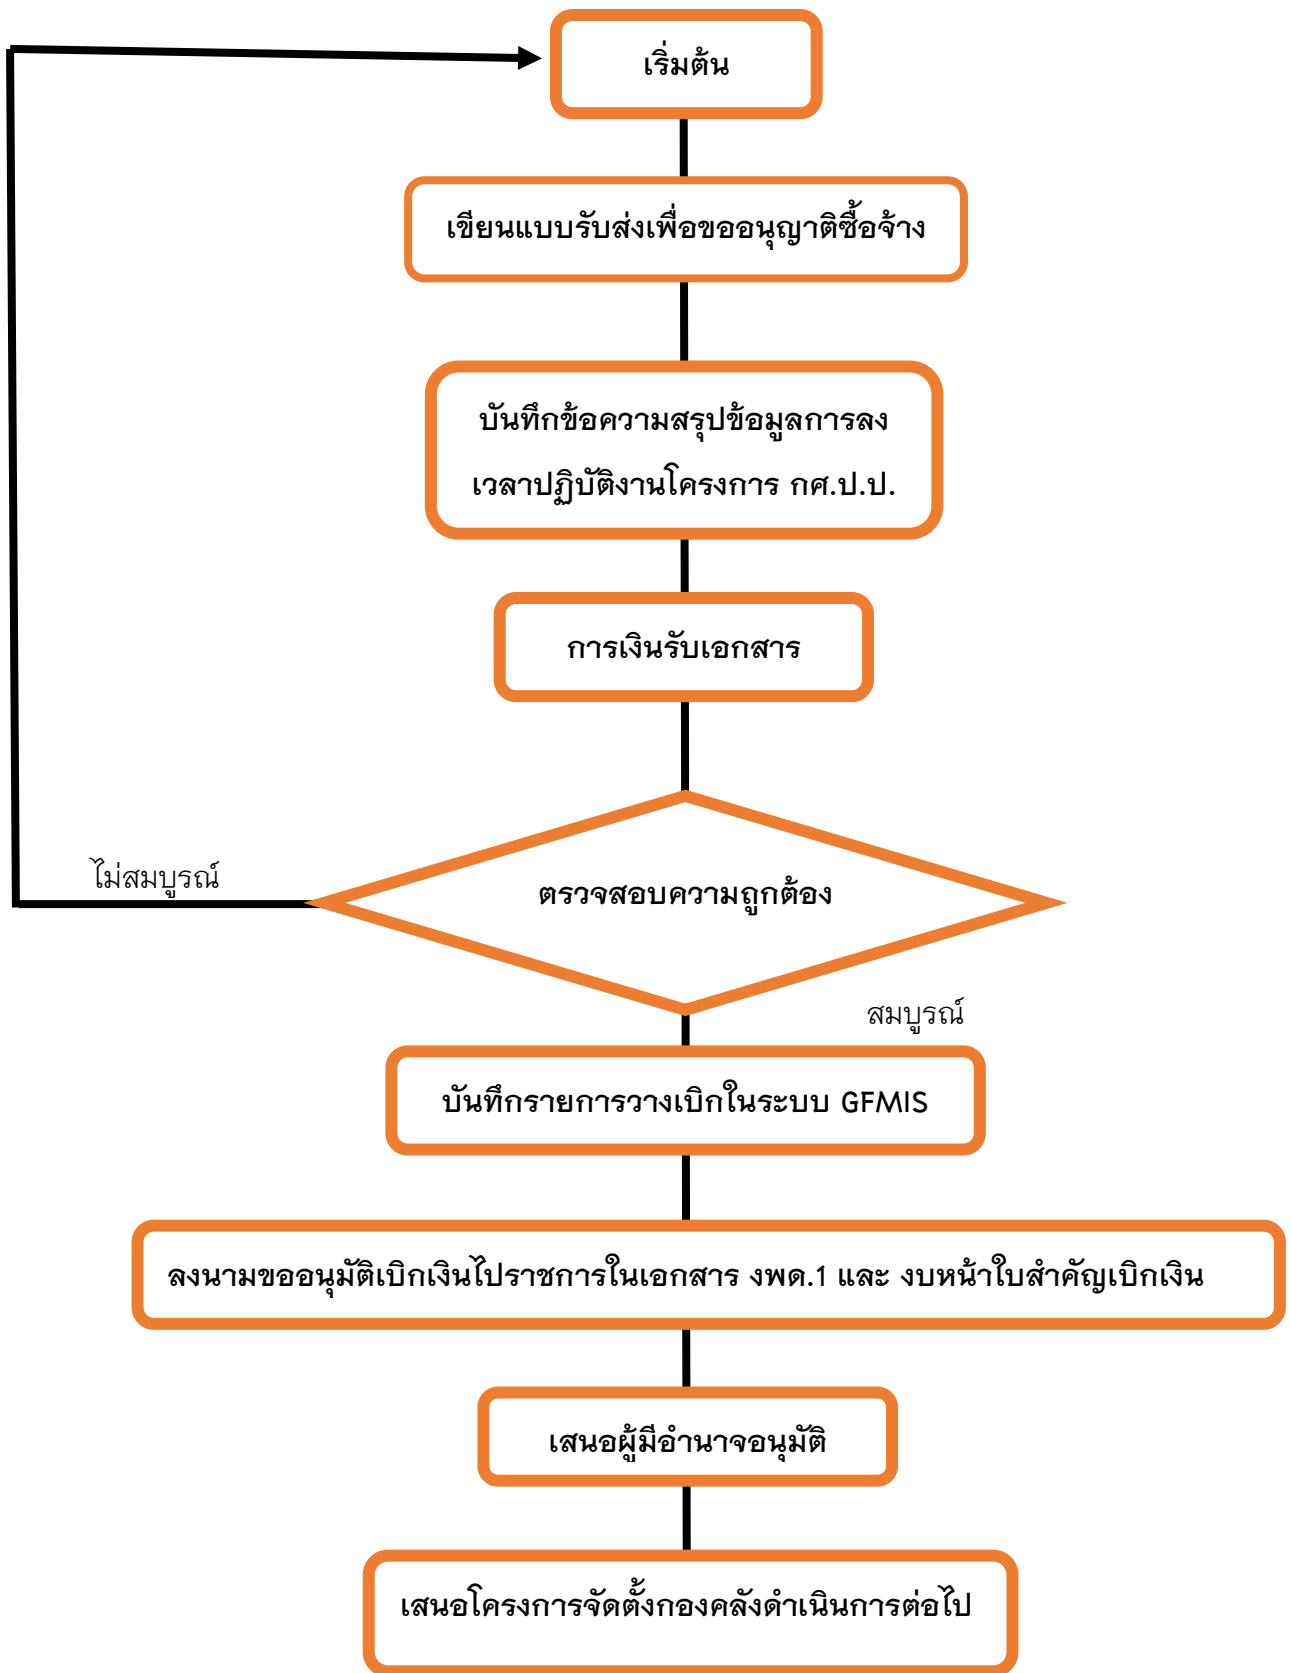 เริ่มต้น
เขียนแบบรับส่งเพื่อขออนุญาติซื้อจ้าง
บันทึกข้อความสรุปข้อมูลการลง
เวลาปฏิบัติงานโครงการ กศ.ป.ป.
การเงินรับเอกสาร
ไม่สมบูรณ์
ตรวจสอบความถูกต้อง
สมบูรณ์
บันทึกรายการวางเบิกในระบบ GFMIS
ลงนามขออนุมัติเบิกเงินไปราชการในเอกสาร งพด.1 และ งบหน้าใบสำคัญเบิกเงิน
เสนอผู้มีอำนาจอนุมัติ
เสนอโครงการจัดตั้งกองคลังดำเนินการต่อไป